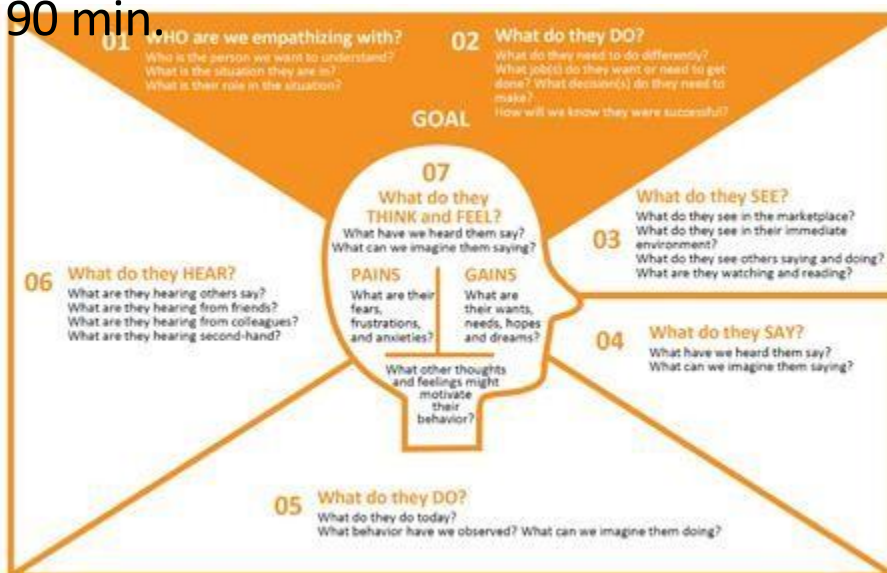 90 min.
01 WHO are we empathizing with?
Who is the person we want to understand?
What is the situation they are in?
What is their role in the situation?
02 What do they DO?
What do they need to do differently?
What job(s) do they want or need to get
done? What decision(s) do they need to
make?
How will we know they were successful?
GOAL
07
What do they
THINK and FEEL?
What have we heard them say?
What can we imagine them saying?
PAINS
What are their
fears,
frustrations,
and anxieties?
GAINS
What are
their wants,
needs, hopes
and dreams?
What other thoughts
and feelings might
motivate
their
behavior?
03
What do they SEE?
What do they see in the marketplace?
What do they see in their immediate
environment?
What do they see others saying and doing?
What are they watching and reading?
04 What do they SAY?
What have we heard them say?
What can we imagine them saying?
05 What do they DO?
What do they do today?
What behavior have we observed? What can we imagine them doing?
06 What do they HEAR?
What are they hearing others say?
What are they hearing from friends?
What are they hearing from colleagues?
What are they hearing second-hand?